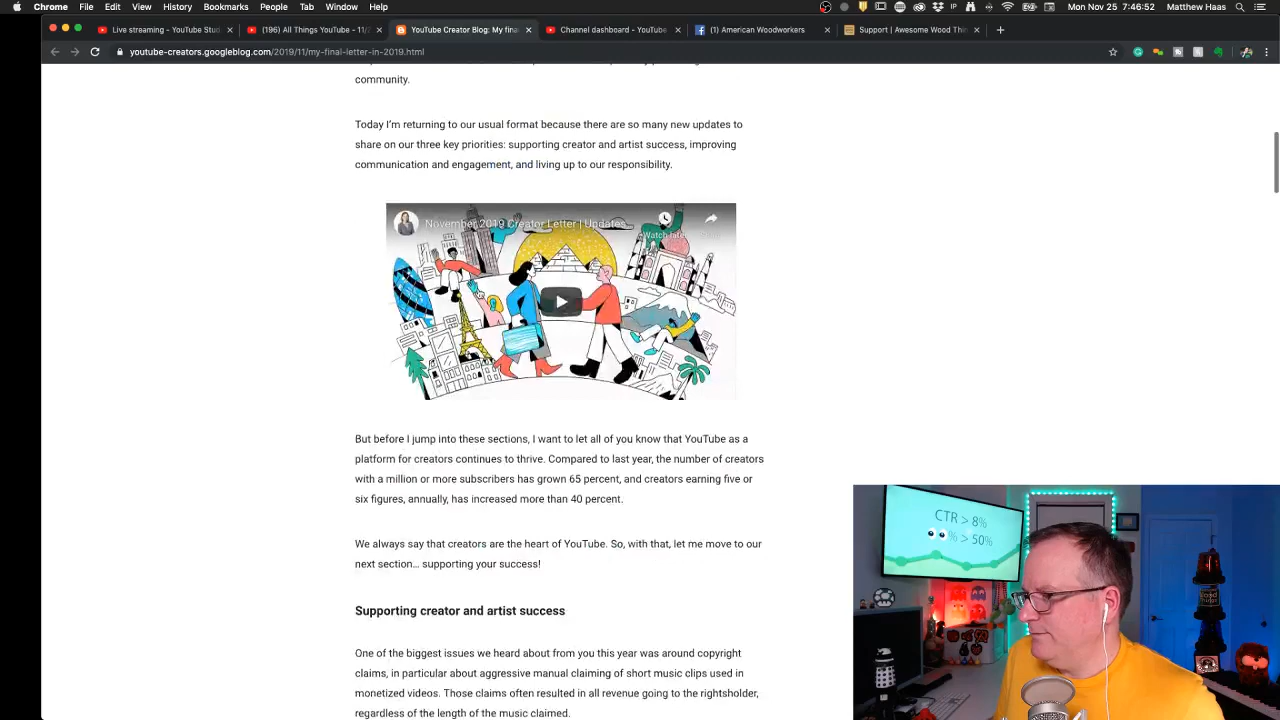 Chrome File Edit View History Bookmarks People Tab Window Help
Mon Nov 25 8:46:52 Matthew Haas
Live streaming - YouTube Stud
(196) All Things YouTube - 11/
YouTube Creator Blog: My fina
Channel dashboard - YouTube
(1) American Woodworkers
Support | Awesome Wood Thin
youtube-creators.googleblog.com/2019/11/my-final-letter-in-2019.html
community.
Today I'm returning to our usual format because there are so many new updates to
share on our three key priorities: supporting creator and artist success, improving
communication and engagement, and living up to our responsibility.
November 2019 Creator Letter | Updates
Watch later
But before I jump into these sections, I want to let all of you know that YouTube as a
platform for creators continues to thrive. Compared to last year, the number of creators
with a million or more subscribers has grown 65 percent, and creators earning five or
six figures, annually, has increased more than 40 percent.
We always say that creators are the heart of YouTube. So, with that, let me move to our
next section... supporting your success!
Supporting creator and artist success
One of the biggest issues we heard about from you this year was around copyright
claims, in particular about aggressive manual claiming of short music clips used in
monetized videos. Those claims often resulted in all revenue going to the rightsholder,
regardless of the length of the music claimed.
CTR > 8%
% > 50%